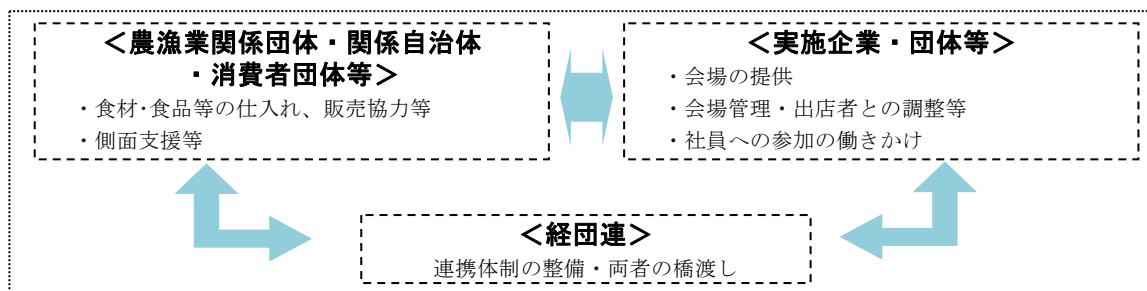 ＜農漁業関係団体・関係自治体
・消費者団体等＞
・食材・食品等の仕入れ、販売協力等
・側面支援等
＜実施企業・団体等＞
・会場の提供
・会場管理・出店者との調整等
・社員への参加の働きかけ
＜経団連＞
連携体制の整備・両者の橋渡し